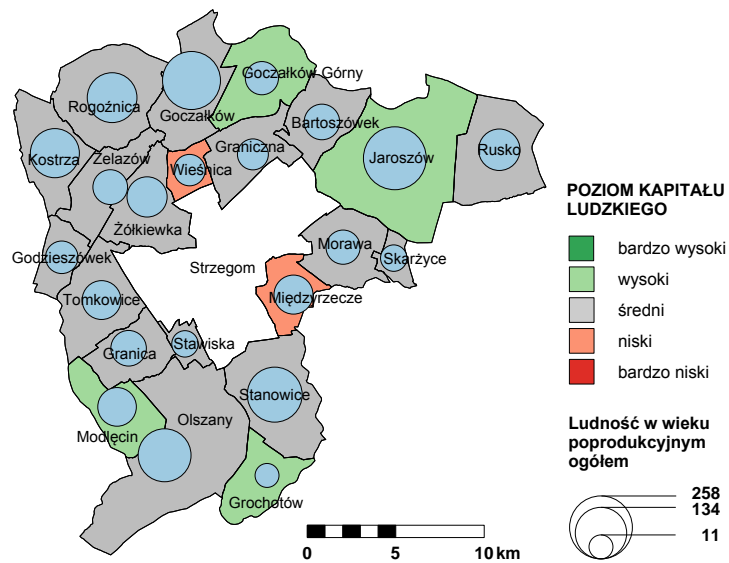 Goczałków Górny
Rogoźnica
Goczałków
Bartoszówek
Graniczna
Jaroszów
Rusko
Kostrza
Żelazów
Wieśnica
Żółkiewka
Morawa
Skarżyce
Godzieszówek
Strzegom
Tomkowice
Międzyrzecze
Granica
Stawiska
Stanowice
Olszany
Modlęcin
Grochotów
POZIOM KAPITAŁU
LUDZKIEGO
bardzo wysoki
wysoki
średni
niski
bardzo niski
Ludność w wieku
poprodukcyjnym
ogółem
258
134
11
0 5 10 km